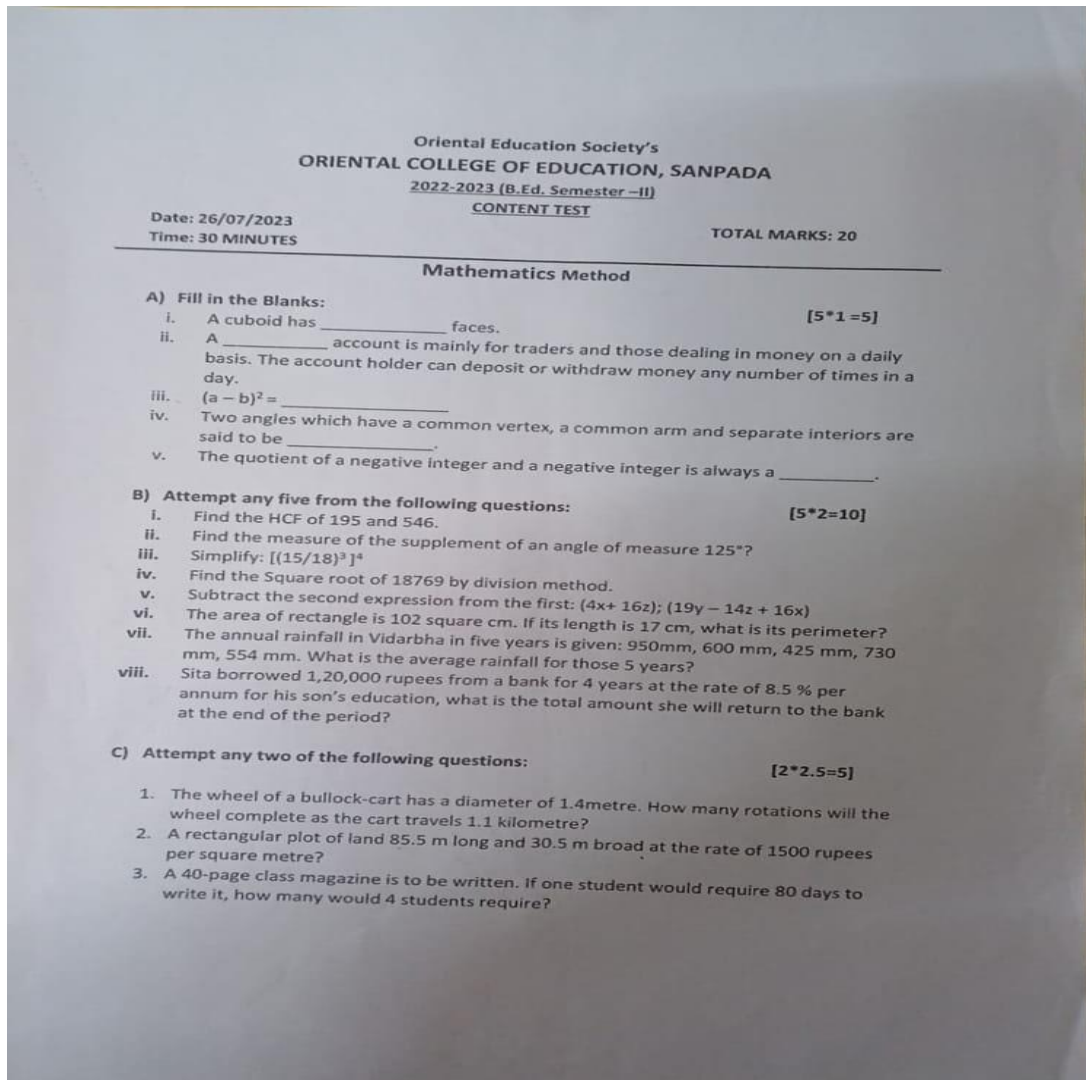 Oriental Education Society's
ORIENTAL COLLEGE OF EDUCATION, SANPADA
2022-2023 (B.Ed. Semester –II)
CONTENT TEST
Date: 26/07/2023
Time: 30 MINUTES
TOTAL MARKS: 20
Mathematics Method
A) Fill in the Blanks: [5*1 =5]
i. A cuboid has ____________ faces.
ii. A __________ account is mainly for traders and those dealing in money on a daily
basis. The account holder can deposit or withdraw money any number of times in a
day.
iii. (a – b)² = ________________
iv. Two angles which have a common vertex, a common arm and separate interiors are
said to be ______________.
v. The quotient of a negative integer and a negative integer is always a _________.
B) Attempt any five from the following questions: [5*2=10]
i. Find the HCF of 195 and 546.
ii. Find the measure of the supplement of an angle of measure 125°?
iii. Simplify: [(15/18)³ ]⁴
iv. Find the Square root of 18769 by division method.
v. Subtract the second expression from the first: (4x+ 16z); (19y – 14z + 16x)
vi. The area of rectangle is 102 square cm. If its length is 17 cm, what is its perimeter?
vii. The annual rainfall in Vidarbha in five years is given: 950mm, 600 mm, 425 mm, 730
mm, 554 mm. What is the average rainfall for those 5 years?
viii. Sita borrowed 1,20,000 rupees from a bank for 4 years at the rate of 8.5 % per
annum for his son's education, what is the total amount she will return to the bank
at the end of the period?
C) Attempt any two of the following questions: [2*2.5=5]
1. The wheel of a bullock-cart has a diameter of 1.4metre. How many rotations will the
wheel complete as the cart travels 1.1 kilometre?
2. A rectangular plot of land 85.5 m long and 30.5 m broad at the rate of 1500 rupees
per square metre?
3. A 40-page class magazine is to be written. If one student would require 80 days to
write it, how many would 4 students require?